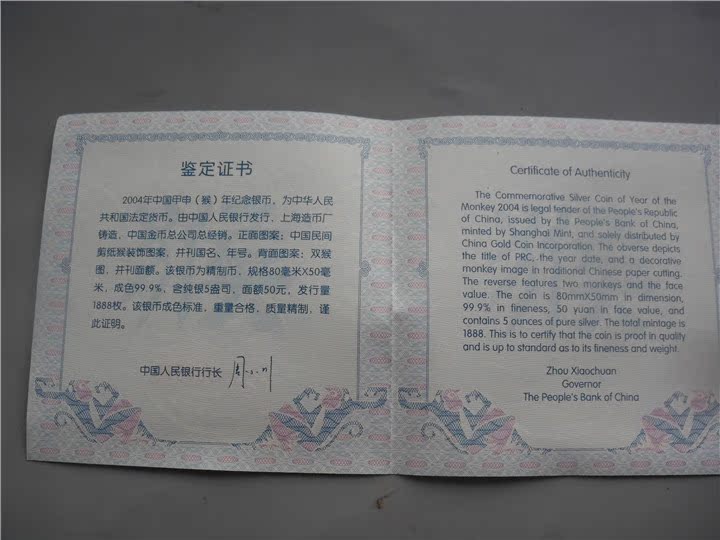 鉴定证书
2004年中国甲申（猴）年纪念银币，为中华人民
共和国法定货币。由中国人民银行发行，上海造币厂
铸造，中国金币总公司总经销。正面图案：中国民间
剪纸猴装饰图案，并刊国名、年号。背面图案：双猴
图，并刊面额。该银币为精制币，规格80毫米X50毫
米，成色99.9%，含纯银5盎司，面额50元，发行量
1888枚。该银币成色标准，重量合格，质量精制，谨
此证明。
中国人民银行行长 周小川
Certificate of Authenticity
The Commemorative Silver Coin of Year of the
Monkey 2004 is legal tender of the People's Republic
of China, issued by the People's Bank of China,
minted by Shanghai Mint, and solely distributed by
China Gold Coin Incorporation. The obverse depicts
the title of PRC, the year date, and a decorative
monkey image in traditional Chinese paper cutting.
The reverse features two monkeys and the face
value. The coin is 80mmX50mm in dimension,
99.9% in fineness, 50 yuan in face value, and
contains 5 ounces of pure silver. The total mintage is
1888. This is to certify that the coin is proof in quality
and is up to standard as to its fineness and weight.
Zhou Xiaochuan
Governor
The People's Bank of China